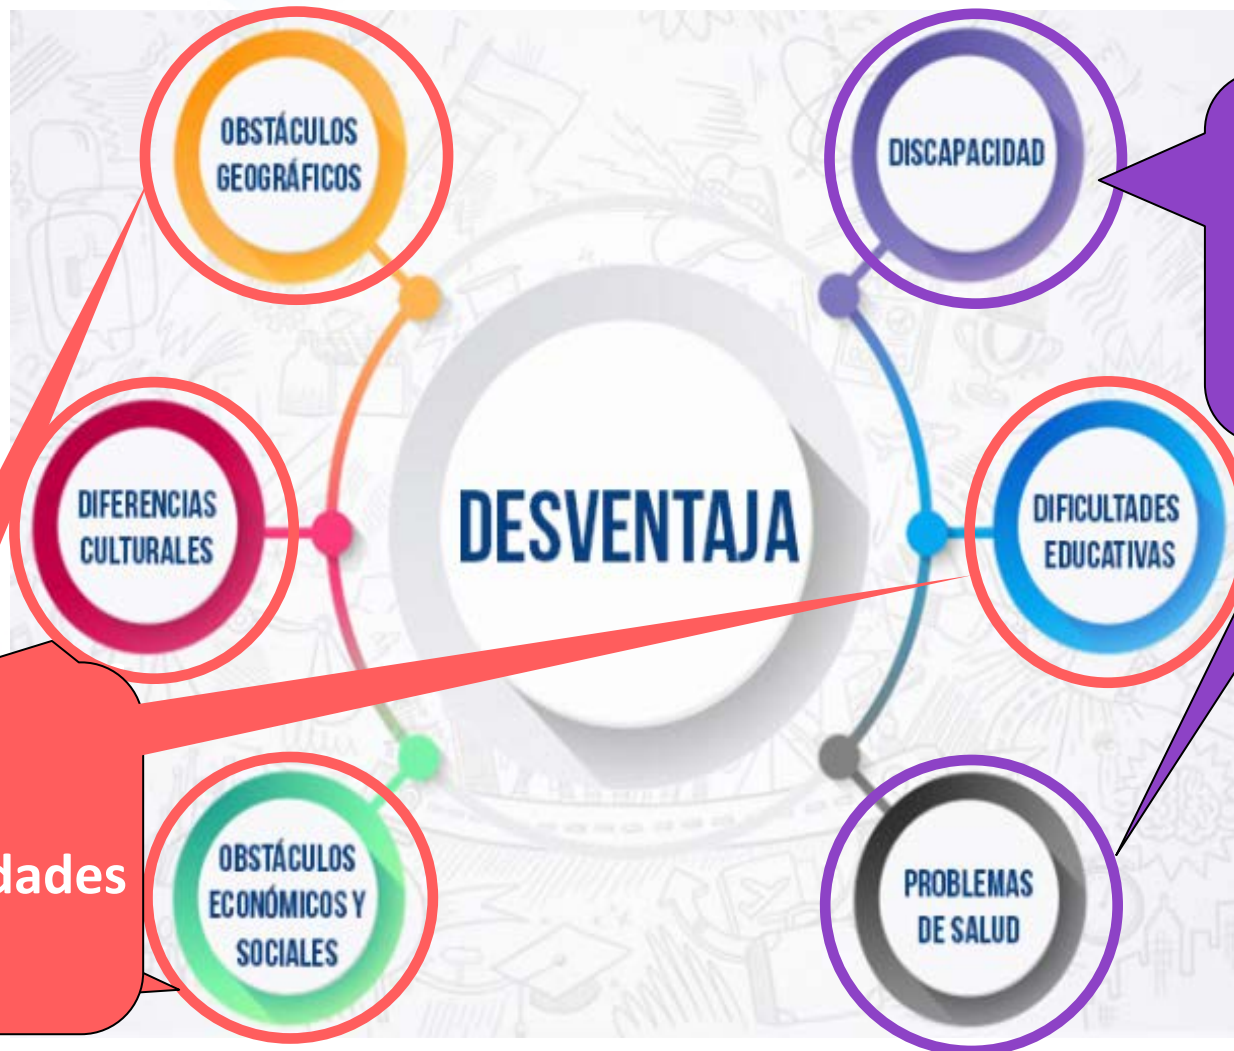 OBSTÁCULOS
GEOGRÁFICOS
DISCAPACIDAD
DIFERENCIAS
CULTURALES
DESVENTAJA
DIFICULTADES
EDUCATIVAS
dades
OBSTÁCULOS
ECONÓMICOS Y
SOCIALES
PROBLEMAS
DE SALUD